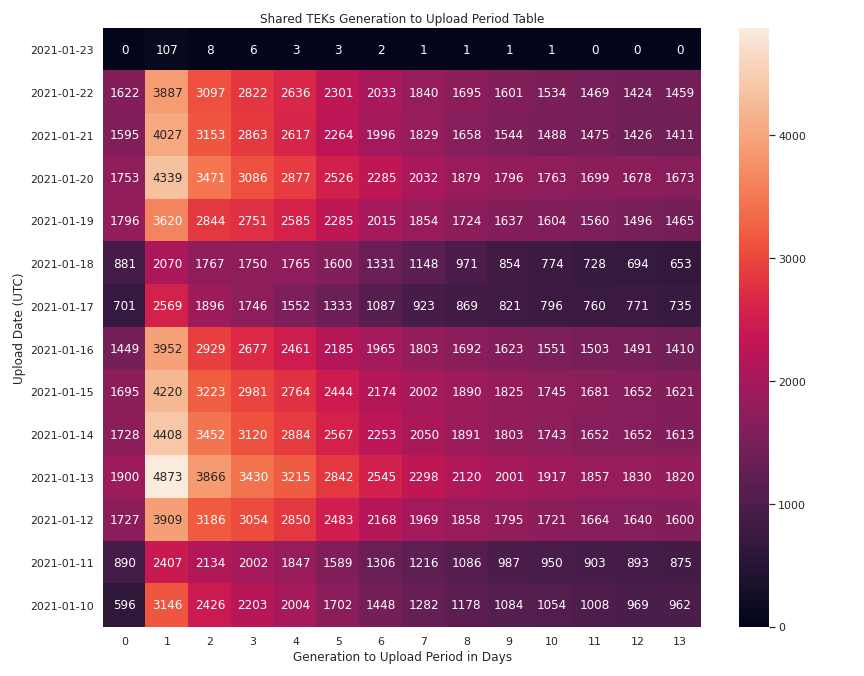 Shared TEKs Generation to Upload Period Table
2021-01-23 0 107 8 6 3 3 2 1 1 1 1 0 0 0
2021-01-22 1622 3887 3097 2822 2636 2301 2033 1840 1695 1601 1534 1469 1424 1459
2021-01-21 1595 4027 3153 2863 2617 2264 1996 1829 1658 1544 1488 1475 1426 1411
2021-01-20 1753 4339 3471 3086 2877 2526 2285 2032 1879 1796 1763 1699 1678 1673
2021-01-19 1796 3620 2844 2751 2585 2285 2015 1854 1724 1637 1604 1560 1496 1465
2021-01-18 881 2070 1767 1750 1765 1600 1331 1148 971 854 774 728 694 653
2021-01-17 701 2569 1896 1746 1552 1333 1087 923 869 821 796 760 771 735
2021-01-16 1449 3952 2929 2677 2461 2185 1965 1803 1692 1623 1551 1503 1491 1410
2021-01-15 1695 4220 3223 2981 2764 2444 2174 2002 1890 1825 1745 1681 1652 1621
2021-01-14 1728 4408 3452 3120 2884 2567 2253 2050 1891 1803 1743 1652 1652 1613
2021-01-13 1900 4873 3866 3430 3215 2842 2545 2298 2120 2001 1917 1857 1830 1820
2021-01-12 1727 3909 3186 3054 2850 2483 2168 1969 1858 1795 1721 1664 1640 1600
2021-01-11 890 2407 2134 2002 1847 1589 1306 1216 1086 987 950 903 893 875
2021-01-10 596 3146 2426 2203 2004 1702 1448 1282 1178 1084 1054 1008 969 962
0 1 2 3 4 5 6 7 8 9 10 11 12 13
Generation to Upload Period in Days
Upload Date (UTC)
4000
3000
2000
1000
0